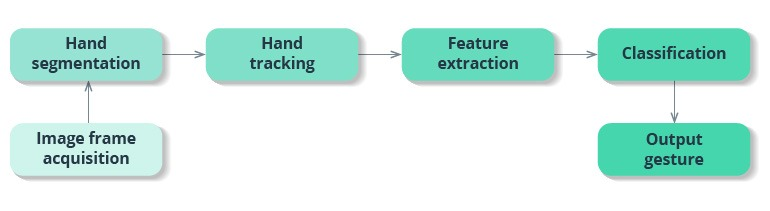 Hand
segmentation
Hand
tracking
Feature
extraction
Classification
Image frame
acquisition
Output
gesture